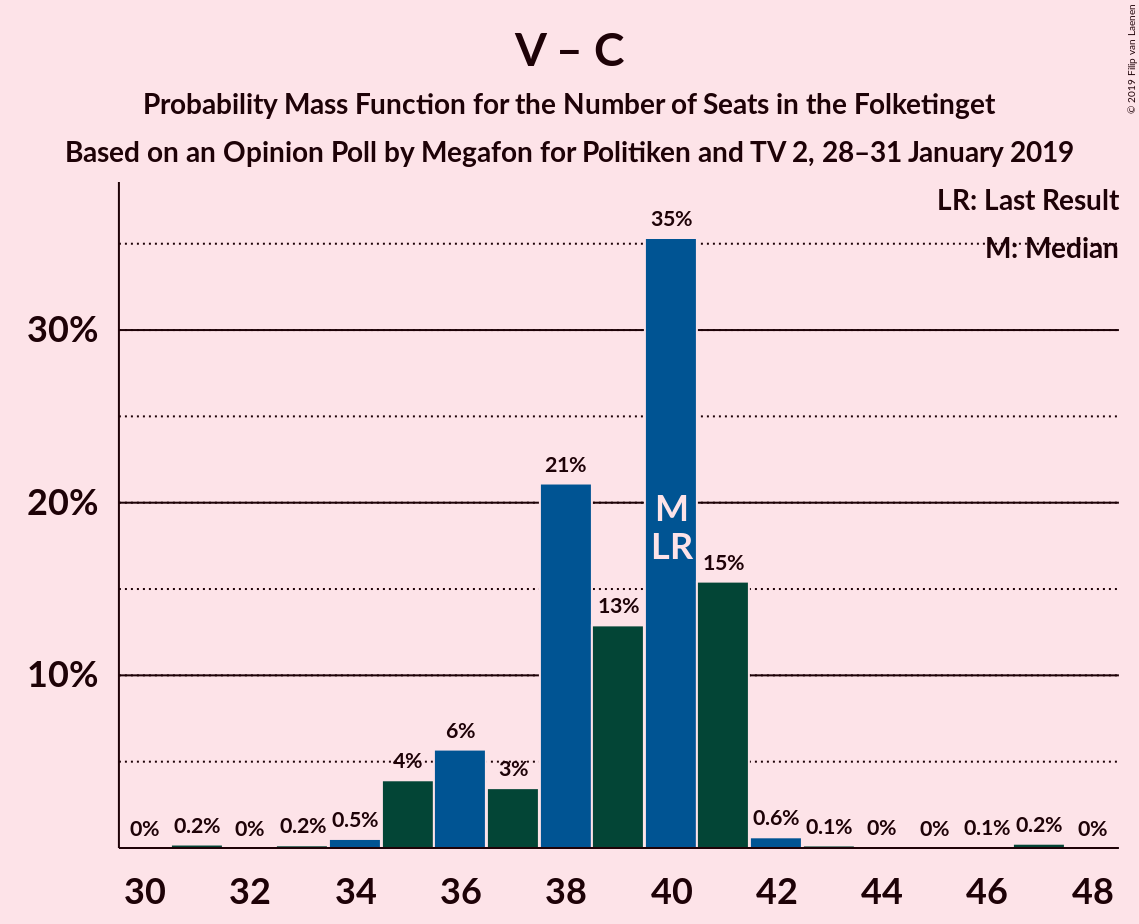 V – C
Probability Mass Function for the Number of Seats in the Folketinget
Based on an Opinion Poll by Megafon for Politiken and TV 2, 28–31 January 2019
© 2019 Filip van Laenen
LR: Last Result
M: Median
30%
20%
10%
0%
0.2%
0%
0.2%
0.5%
4%
6%
3%
21%
13%
35%
M
LR
15%
0.6%
0.1%
0%
0%
0.1%
0.2%
0%
30 32 34 36 38 40 42 44 46 48